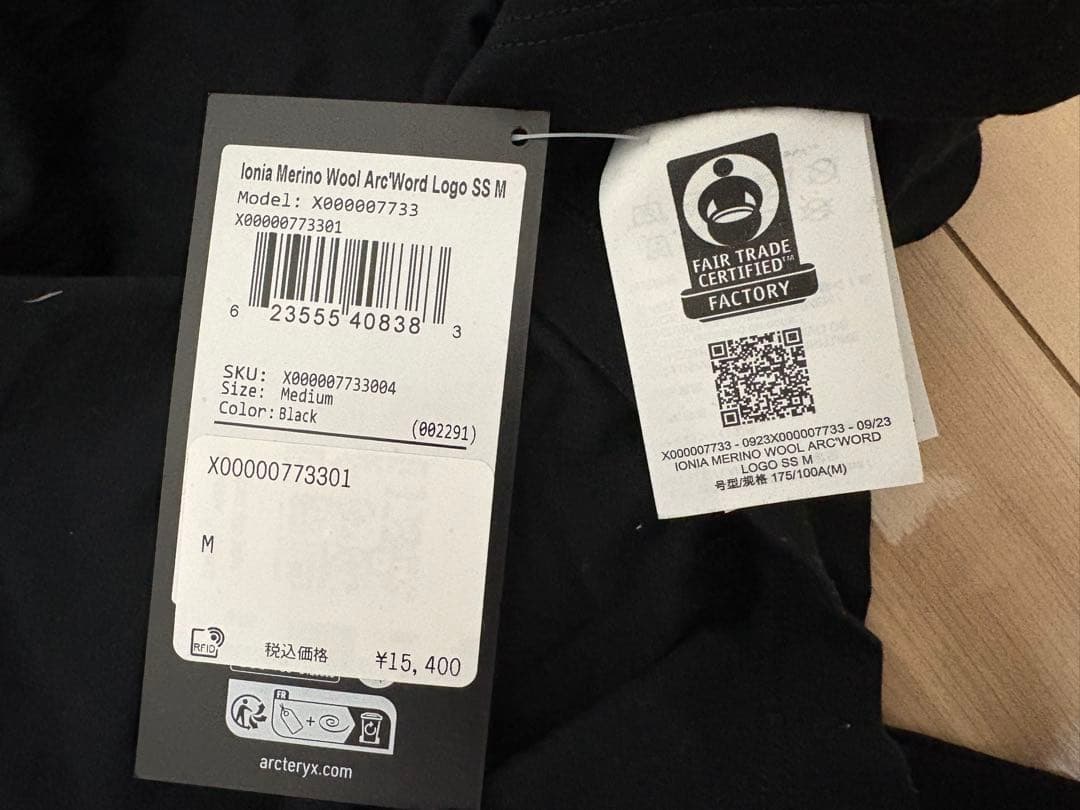 Ionia Merino Wool Arc'Word Logo SS M
Model: X000007733
X00000773301
6 23555 40838 3
SKU: X000007733004
Size: Medium
Color: Black
(002291)
X00000773301
M
RFID
税込価格 ¥15,400
FR
arcteryx.com
FAIR TRADE
CERTIFIED™
FACTORY
X000007733 - 0923X000007733 - 09/23
IONIA MERINO WOOL ARC'WORD
LOGO SS M
号型/规格 175/100A(M)